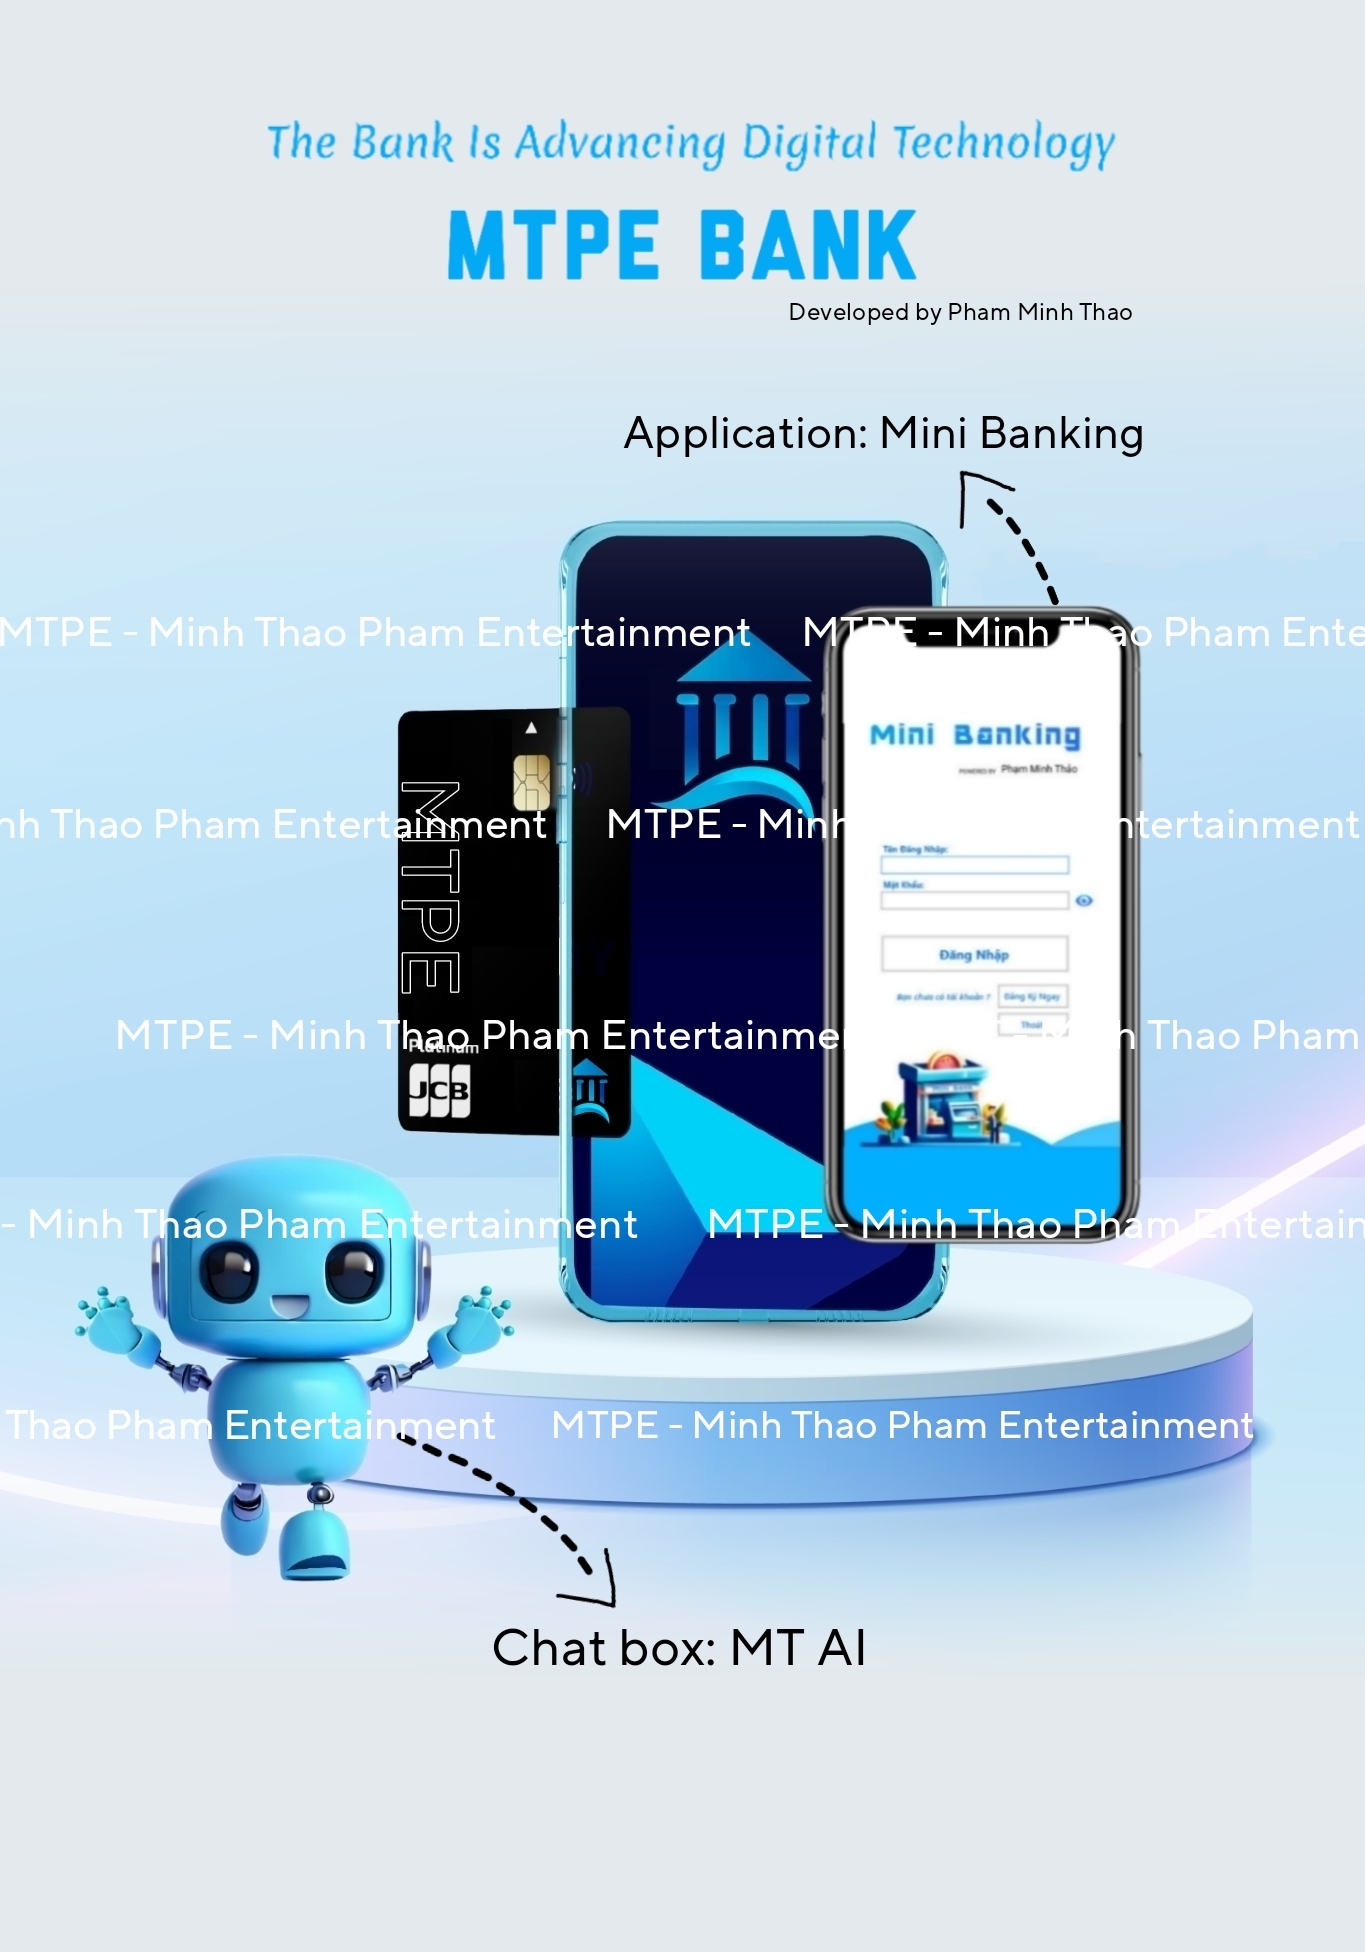 The Bank Is Advancing Digital Technology
MTPE BANK
Developed by Pham Minh Thao
Application: Mini Banking
MTPE - Minh Thao Pham Entertainment MTPE - Minh Thao Pham Ente
Mini Banking
POWERED BY Phạm Minh Thảo
MTPE
nh Thao Pham Entertainment MTPE - Minh ntertainment
Tên Đăng Nhập:
Mật Khẩu:
Đăng Nhập
Bạn chưa có tài khoản ? Đăng Ký Ngay
Thoát
MTPE - Minh Thao Pham Entertainmen h Thao Pham
Platinum
JCB
MINI BANK
- Minh Thao Pham Entertainment MTPE - Minh Thao Pham Entertain
Thao Pham Entertainment MTPE - Minh Thao Pham Entertainment
Chat box: MT AI